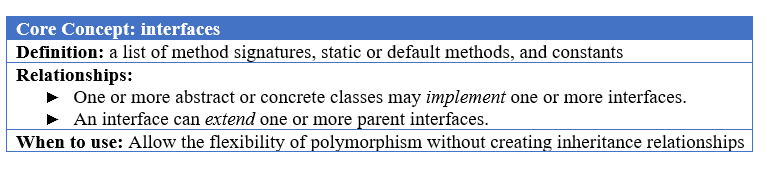 Core Concept: interfaces
Definition: a list of method signatures, static or default methods, and constants
Relationships:
► One or more abstract or concrete classes may implement one or more interfaces.
► An interface can extend one or more parent interfaces.
When to use: Allow the flexibility of polymorphism without creating inheritance relationships